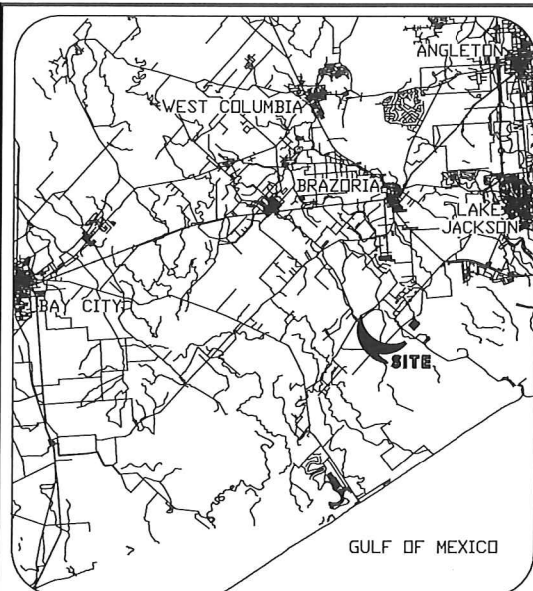 ANGLETON
WEST COLUMBIA
BRAZORIA
LAKE
JACKSON
BAY CITY
SITE
GULF OF MEXICO